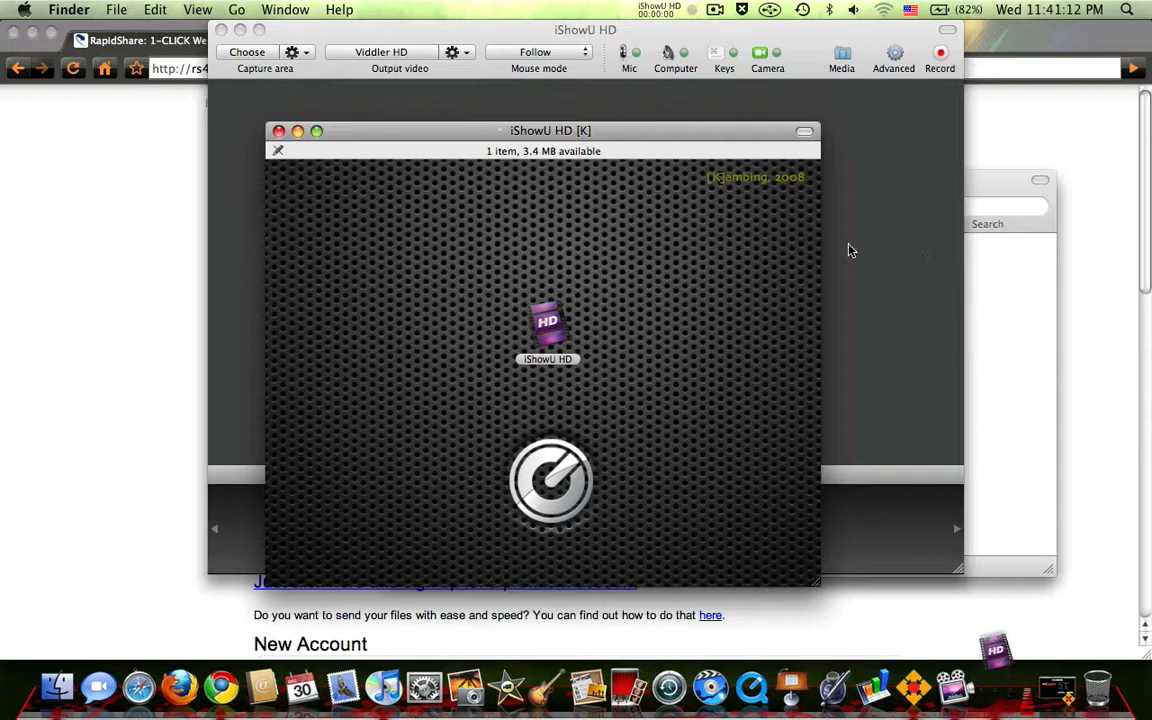 Finder File Edit View Go Window Help iShowU HD 00:00:00 (82%) Wed 11:41:12 PM
RapidShare: 1-CLICK We
iShowU HD
Choose Viddler HD Follow
Capture area Output video Mouse mode Mic Computer Keys Camera Media Advanced Record
http://rs4
iShowU HD [K]
1 item, 3.4 MB available
[K]ambing, 2008
Search
HD
iShowU HD
Do you want to send your files with ease and speed? You can find out how to do that here.
New Account
HD
DEC 30